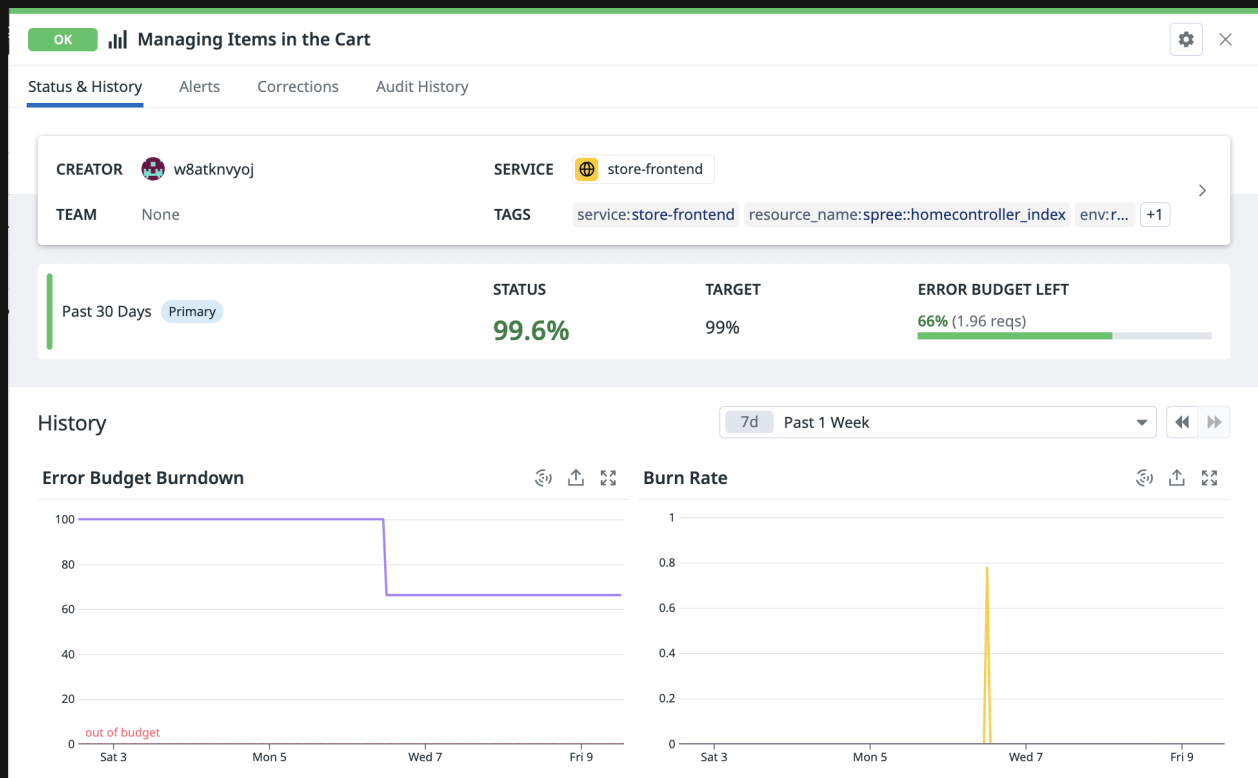 OK Managing Items in the Cart
Status & History Alerts Corrections Audit History
CREATOR w8atknvyoj SERVICE store-frontend
TEAM None TAGS service:store-frontend resource_name:spree::homecontroller_index env:r... +1
STATUS TARGET ERROR BUDGET LEFT
Past 30 Days Primary
99.6% 99% 66% (1.96 reqs)
History 7d Past 1 Week
Error Budget Burndown
100
80
60
40
20
out of budget
0
Sat 3 Mon 5 Wed 7 Fri 9
Burn Rate
1
0.8
0.6
0.4
0.2
0
Sat 3 Mon 5 Wed 7 Fri 9